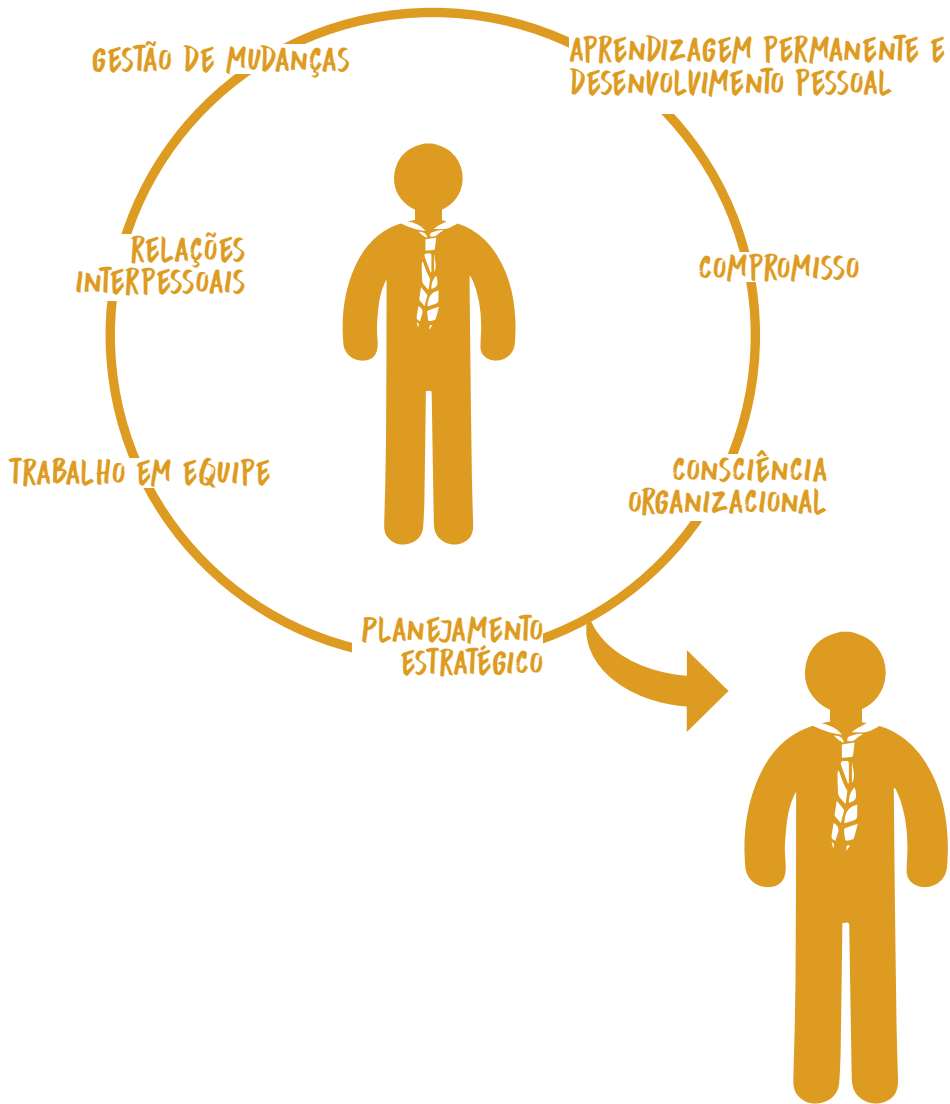 GESTÃO DE MUDANÇAS
APRENDIZAGEM PERMANENTE E
DESENVOLVIMENTO PESSOAL
RELAÇÕES
INTERPESSOAIS
COMPROMISSO
TRABALHO EM EQUIPE
CONSCIÊNCIA
ORGANIZACIONAL
PLANEJAMENTO
ESTRATÉGICO